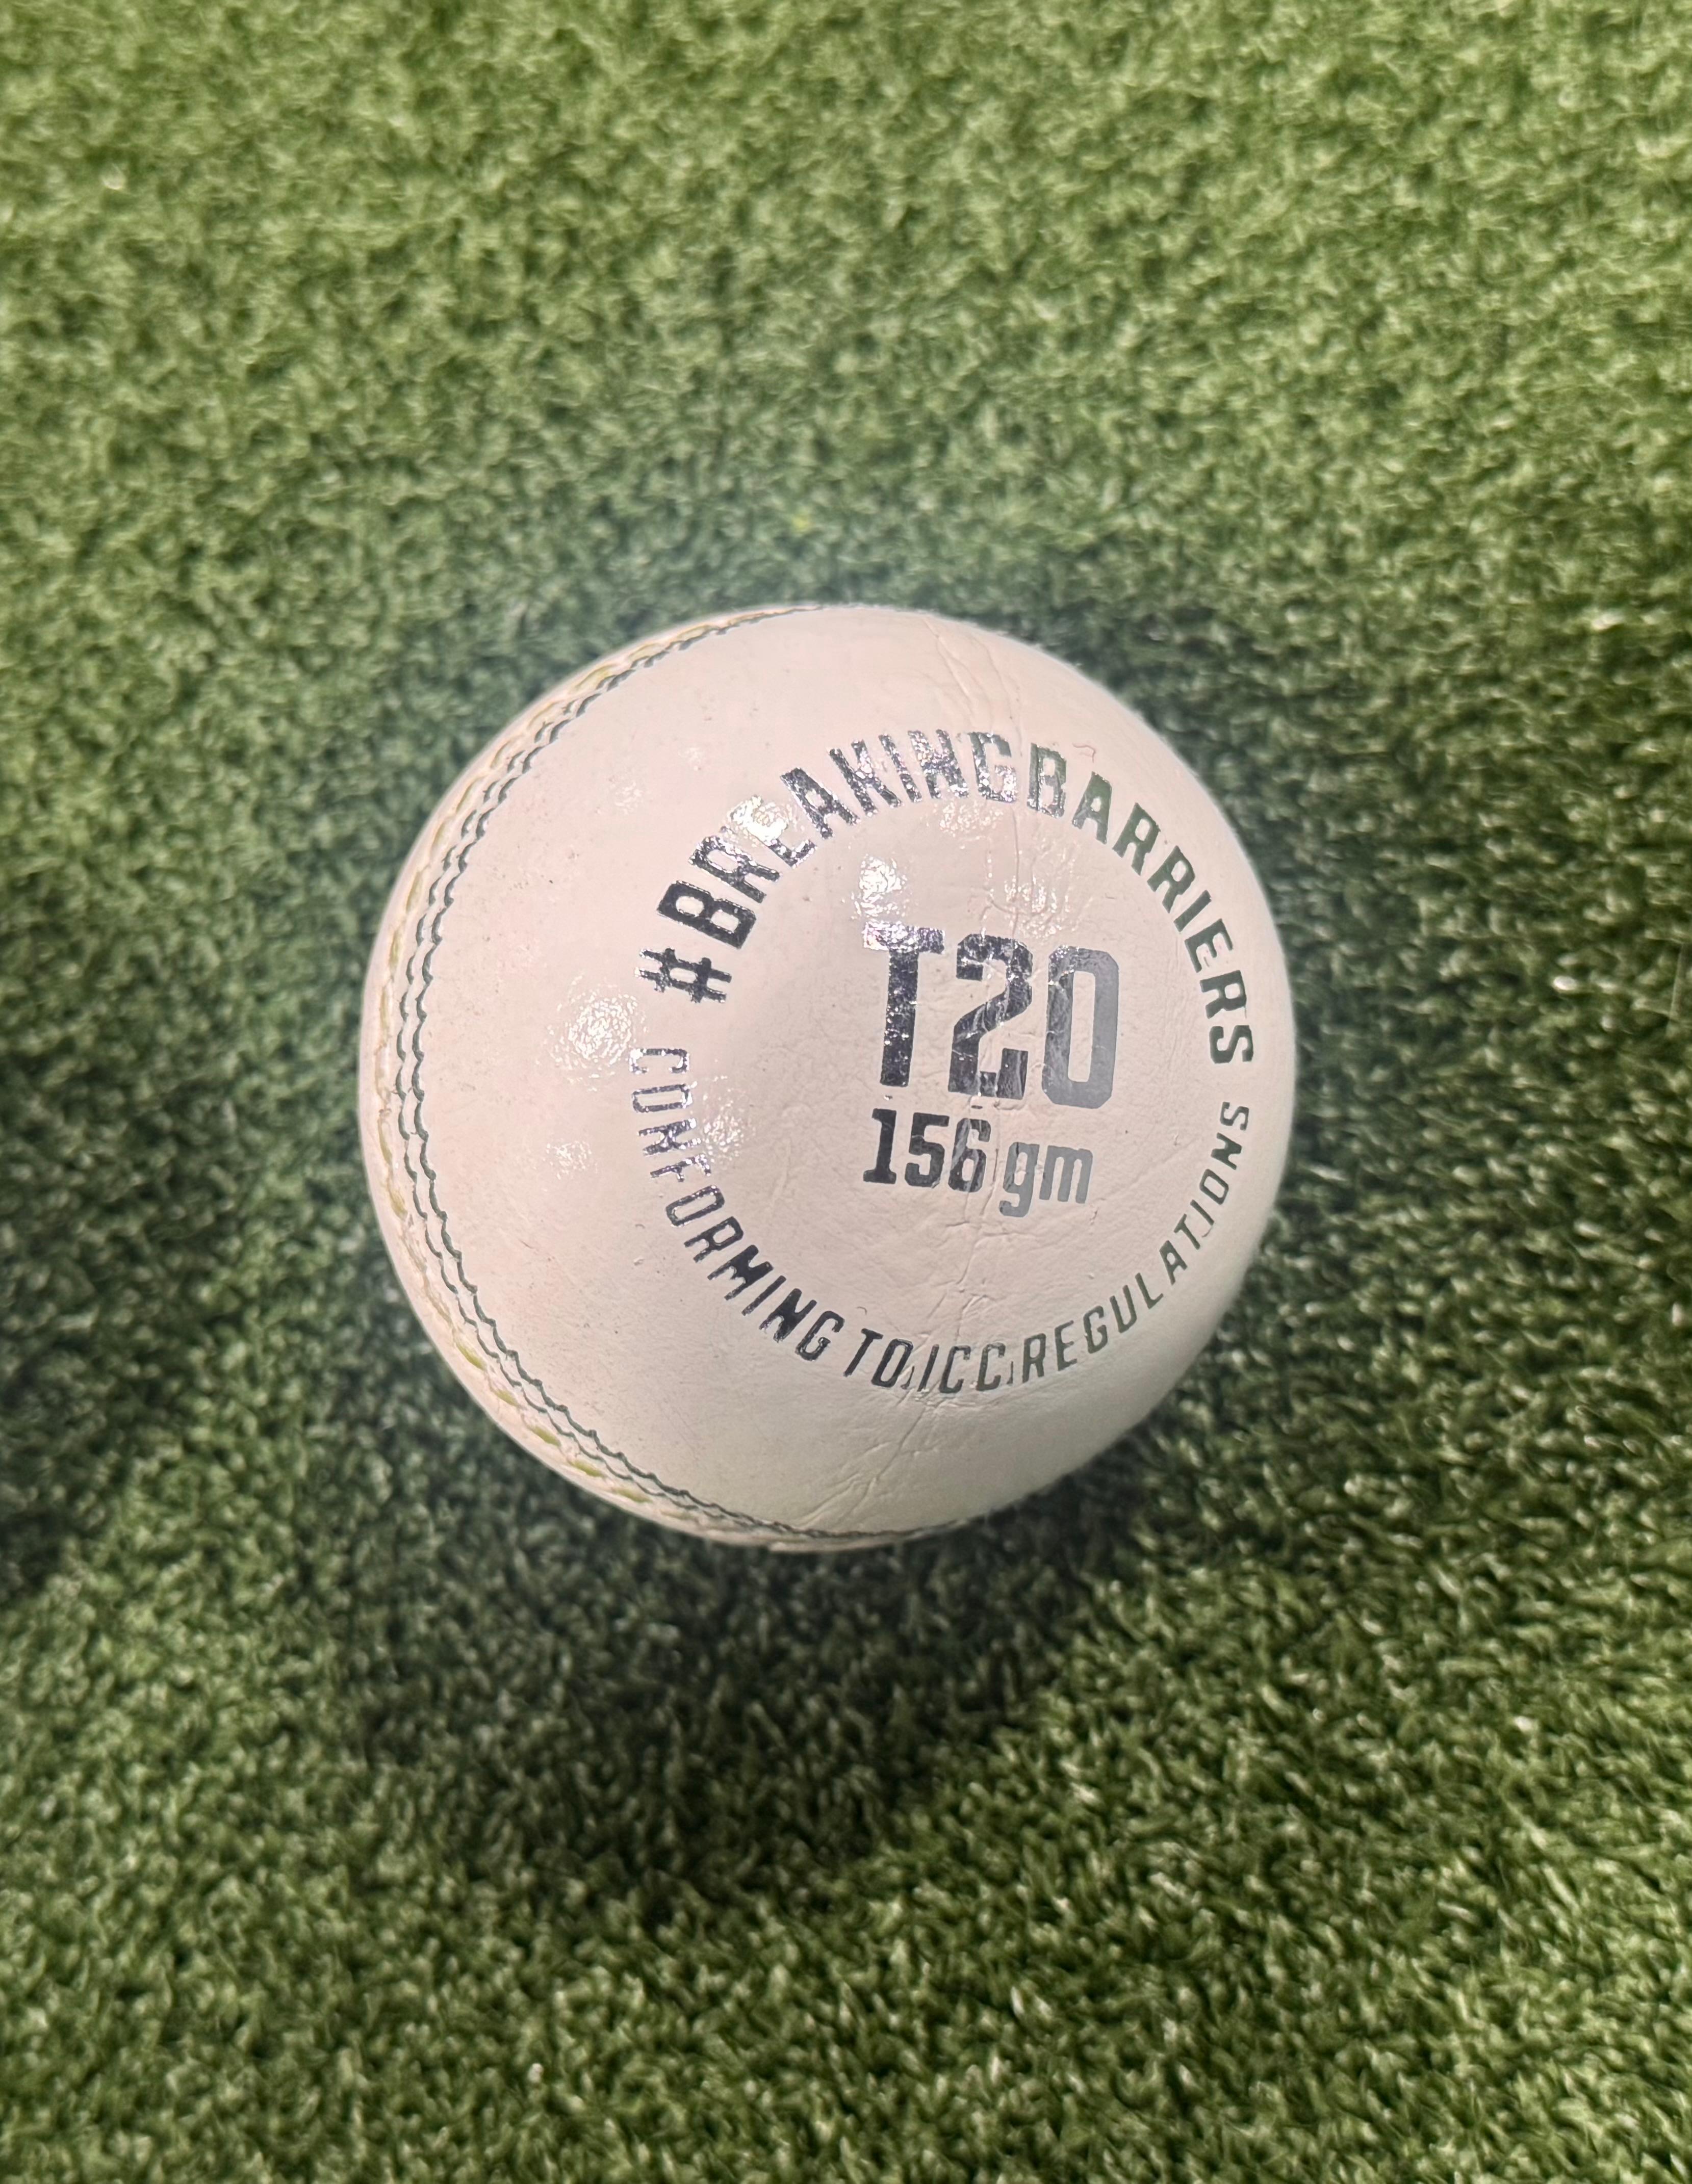 #BREAKINGBARRIERS
T20
156 gm
CONFORMING TO ICC REGULATIONS